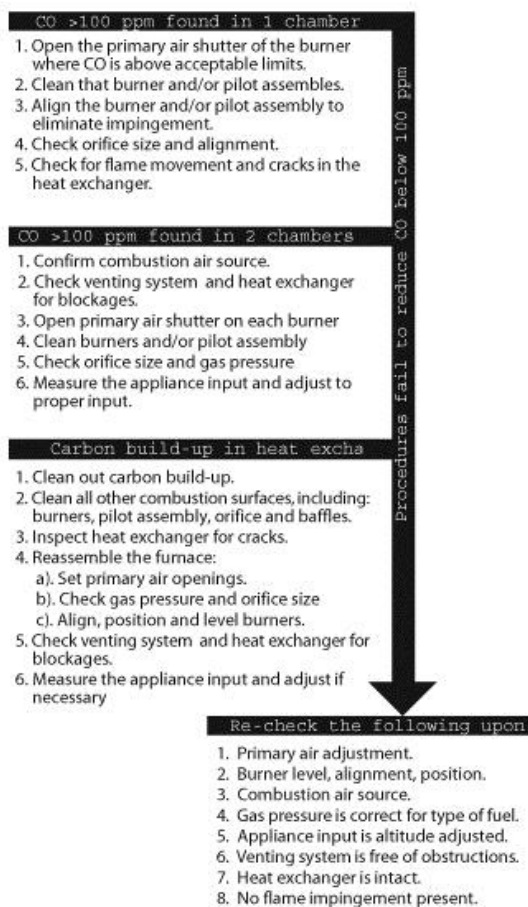 CO >100 ppm found in 1 chamber
1. Open the primary air shutter of the burner
where CO is above acceptable limits.
2. Clean that burner and/or pilot assembles.
3. Align the burner and/or pilot assembly to
eliminate impingement.
4. Check orifice size and alignment.
5. Check for flame movement and cracks in the
heat exchanger.
CO >100 ppm found in 2 chambers
1. Confirm combustion air source.
2. Check venting system and heat exchanger
for blockages.
3. Open primary air shutter on each burner
4. Clean burners and/or pilot assembly
5. Check orifice size and gas pressure
6. Measure the appliance input and adjust to
proper input.
Carbon build-up in heat excha
1. Clean out carbon build-up.
2. Clean all other combustion surfaces, including:
burners, pilot assembly, orifice and baffles.
3. Inspect heat exchanger for cracks.
4. Reassemble the furnace:
a). Set primary air openings.
b). Check gas pressure and orifice size
c). Align, position and level burners.
5. Check venting system and heat exchanger for
blockages.
6. Measure the appliance input and adjust if
necessary
Procedures fail to reduce CO below 100 ppm
Re-check the following upon
1. Primary air adjustment.
2. Burner level, alignment, position.
3. Combustion air source.
4. Gas pressure is correct for type of fuel.
5. Appliance input is altitude adjusted.
6. Venting system is free of obstructions.
7. Heat exchanger is intact.
8. No flame impingement present.